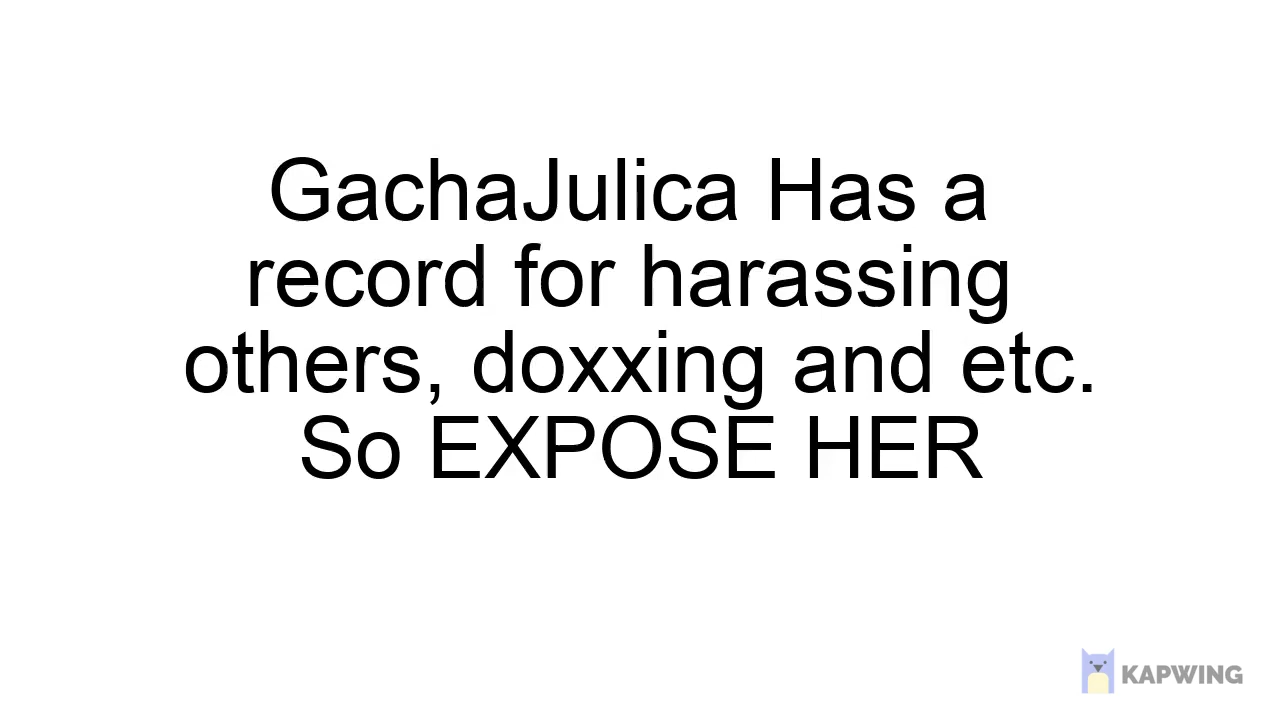 GachaJulica Has a
record for harassing
others, doxxing and etc.
So EXPOSE HER
KAPWING